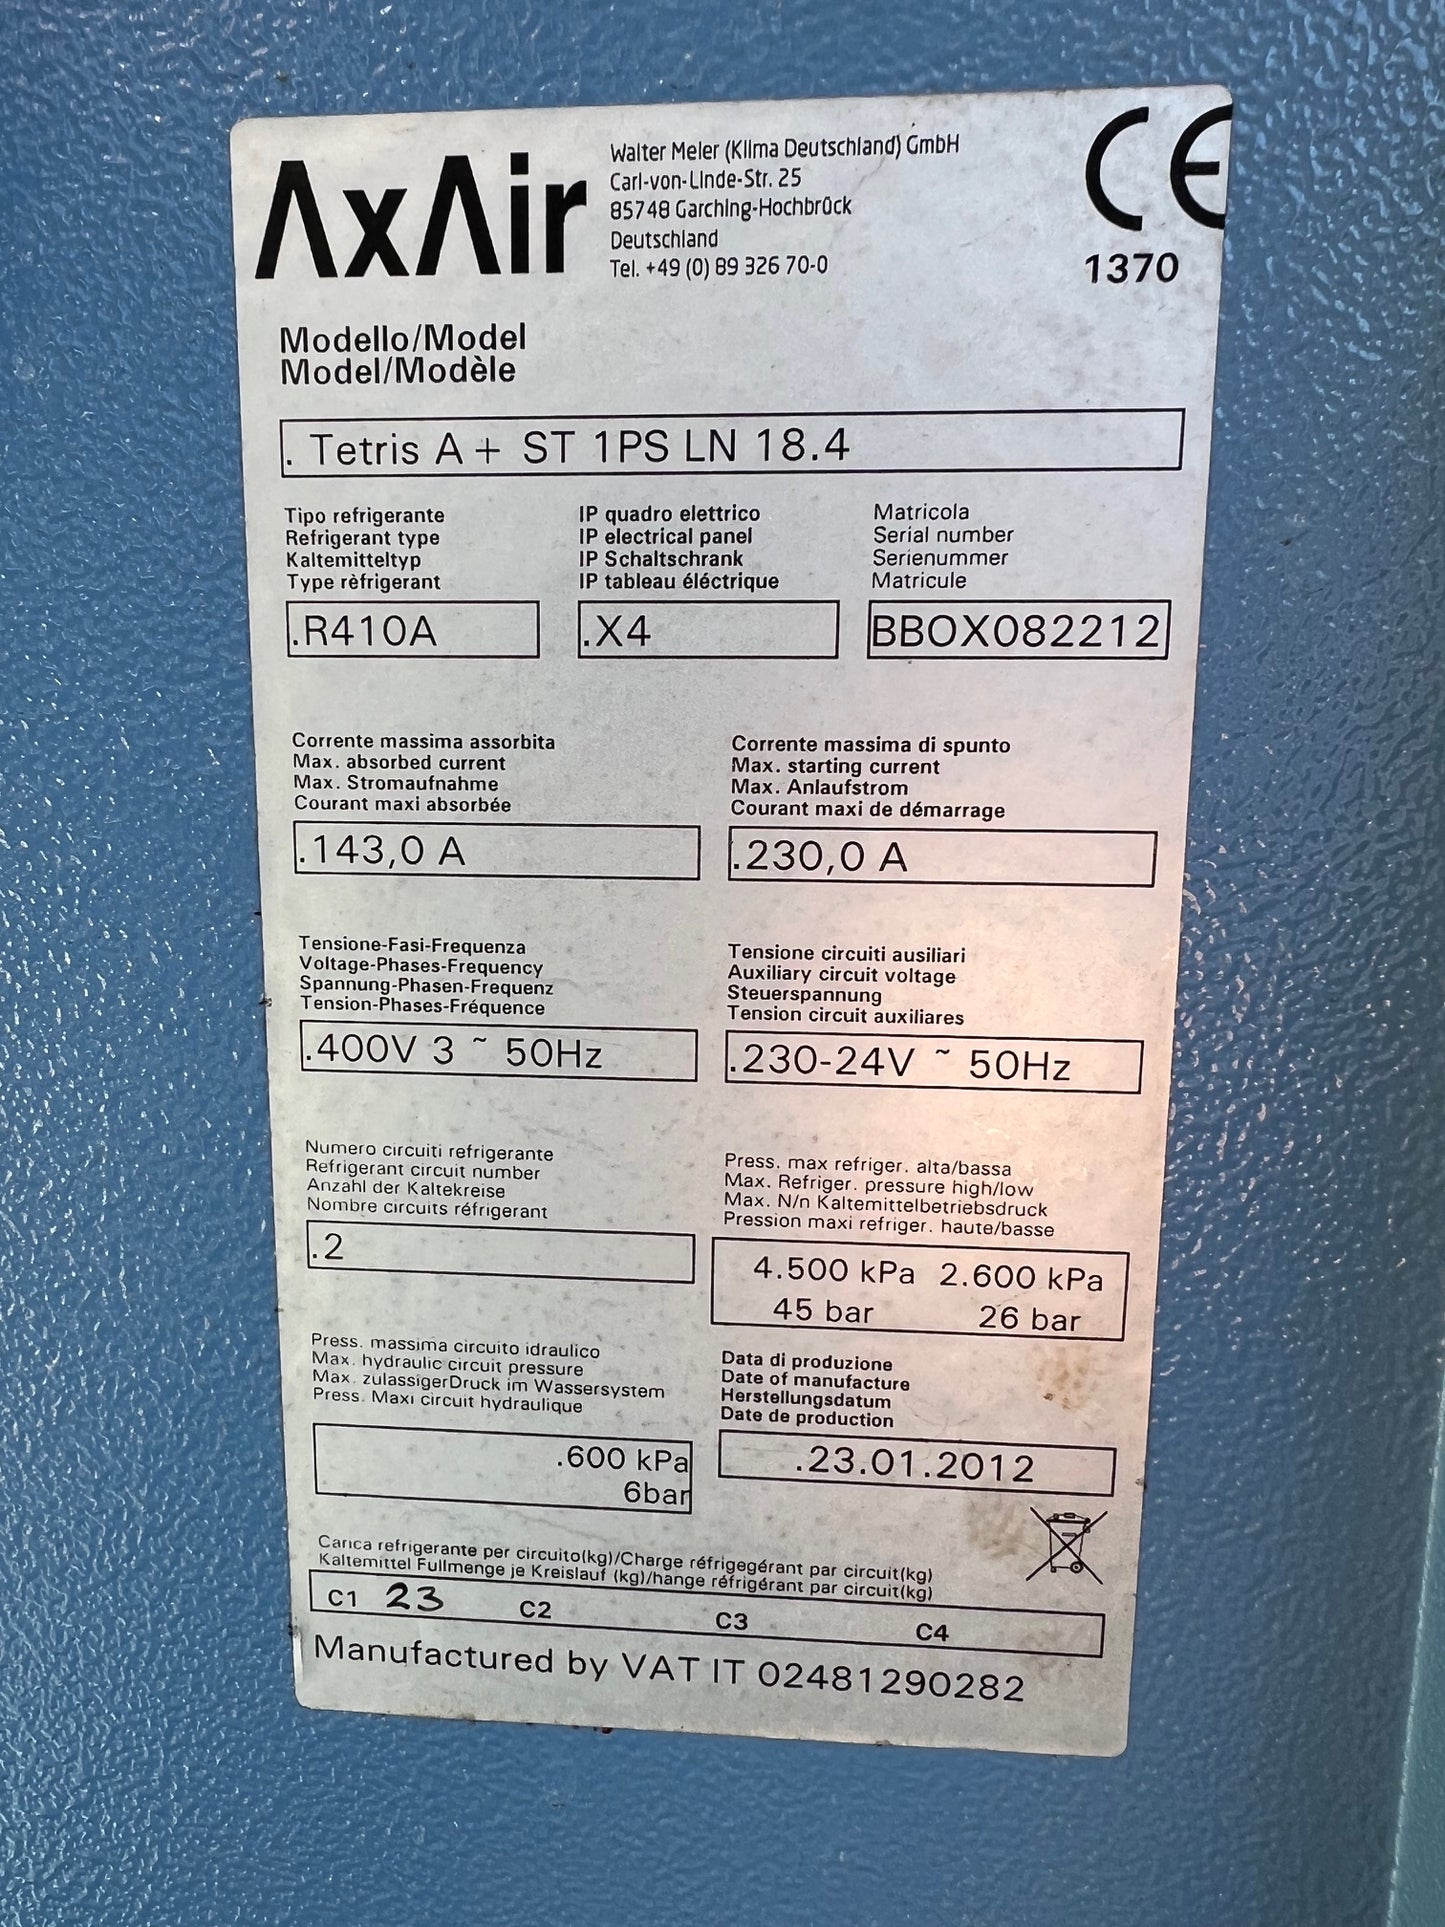 AxAir
Walter Meier (Klima Deutschland) GmbH
Carl-von-Linde-Str. 25
85748 Garching-Hochbrück
Deutschland
Tel. +49 (0) 89 326 70-0
CE
1370
Modello/Model
Model/Modèle
. Tetris A+ ST 1PS LN 18.4
Tipo refrigerante
Refrigerant type
Kaltemitteltyp
Type rèfrigerant
.R410A
IP quadro elettrico
IP electrical panel
IP Schaltschrank
IP tableau éléctrique
.X4
Matricola
Serial number
Serienummer
Matricule
BBOX082212
Corrente massima assorbita
Max. absorbed current
Max. Stromaufnahme
Courant maxi absorbée
.143,0 A
Corrente massima di spunto
Max. starting current
Max. Anlaufstrom
Courant maxi de démarrage
.230,0 A
Tensione-Fasi-Frequenza
Voltage-Phases-Frequency
Spannung-Phasen-Frequenz
Tension-Phases-Fréquence
.400V 3 ~ 50Hz
Tensione circuiti ausiliari
Auxiliary circuit voltage
Steuerspannung
Tension circuit auxiliares
.230-24V ~ 50Hz
Numero circuiti refrigerante
Refrigerant circuit number
Anzahl der Kaltekreise
Nombre circuits réfrigerant
.2
Press. max refriger. alta/bassa
Max. Refriger. pressure high/low
Max. N/n Kaltemittelbetriebsdruck
Pression maxi refriger. haute/basse
4.500 kPa 2.600 kPa
45 bar 26 bar
Press. massima circuito idraulico
Max. hydraulic circuit pressure
Max. zulassigerDruck im Wassersystem
Press. Maxi circuit hydraulique
.600 kPa
6bar
Data di produzione
Date of manufacture
Herstellungsdatum
Date de production
.23.01.2012
Carica refrigerante per circuito(kg)/Charge réfrigegérant par circuit(kg)
Kaltemittel Fullmenge je Kreislauf (kg)/hange réfrigérant par circuit(kg)
C1 23 C2 C3 C4
Manufactured by VAT IT 02481290282